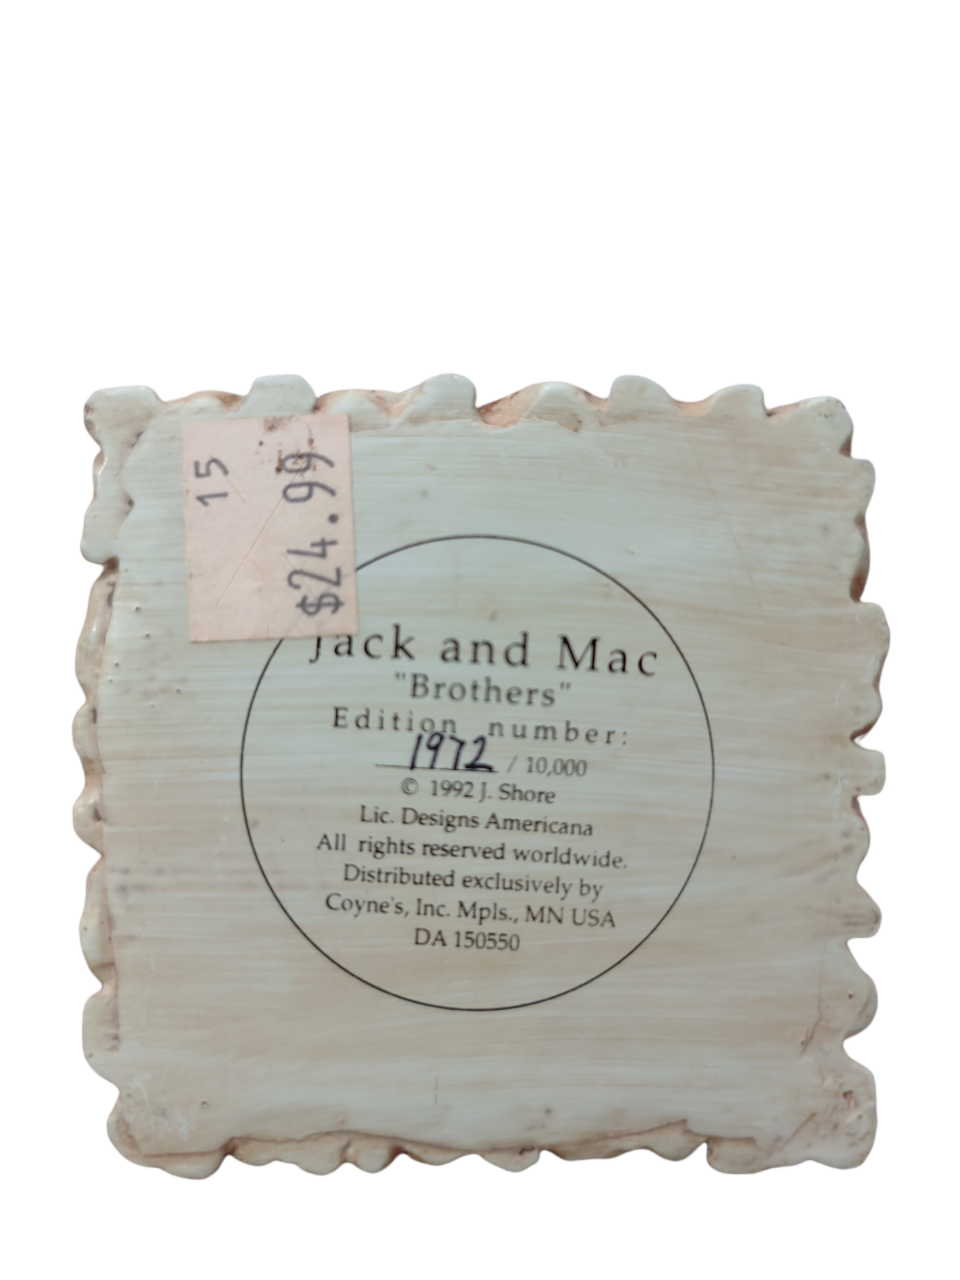 15
$24.99
Jack and Mac
"Brothers"
Edition number:
1972 / 10,000
© 1992 J. Shore
Lic. Designs Americana
All rights reserved worldwide.
Distributed exclusively by
Coyne's, Inc. Mpls., MN USA
DA 150550